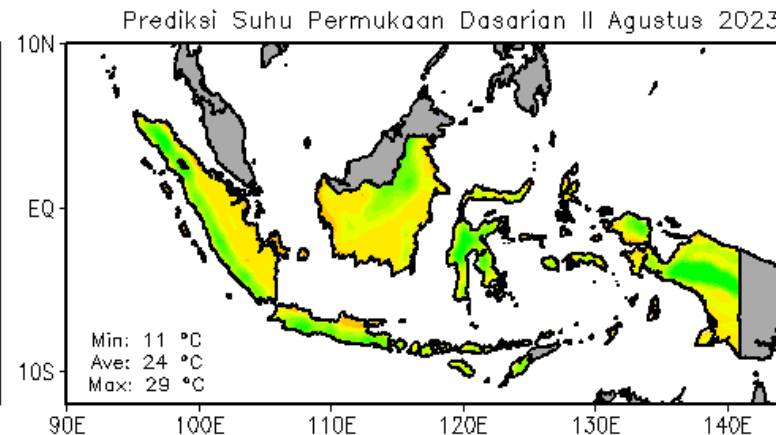 Prediksi Suhu Permukaan Dasarian II Agustus 2023
10N
EQ
10S
Min: 11 °C
Ave: 24 °C
Max: 29 °C
90E 100E 110E 120E 130E 140E